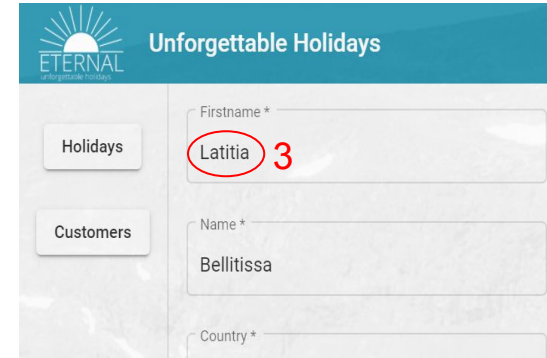 ETERNAL
unforgettable holidays
Unforgettable Holidays
Holidays
Customers
Firstname *
Latitia
3
Name *
Bellitissa
Country *